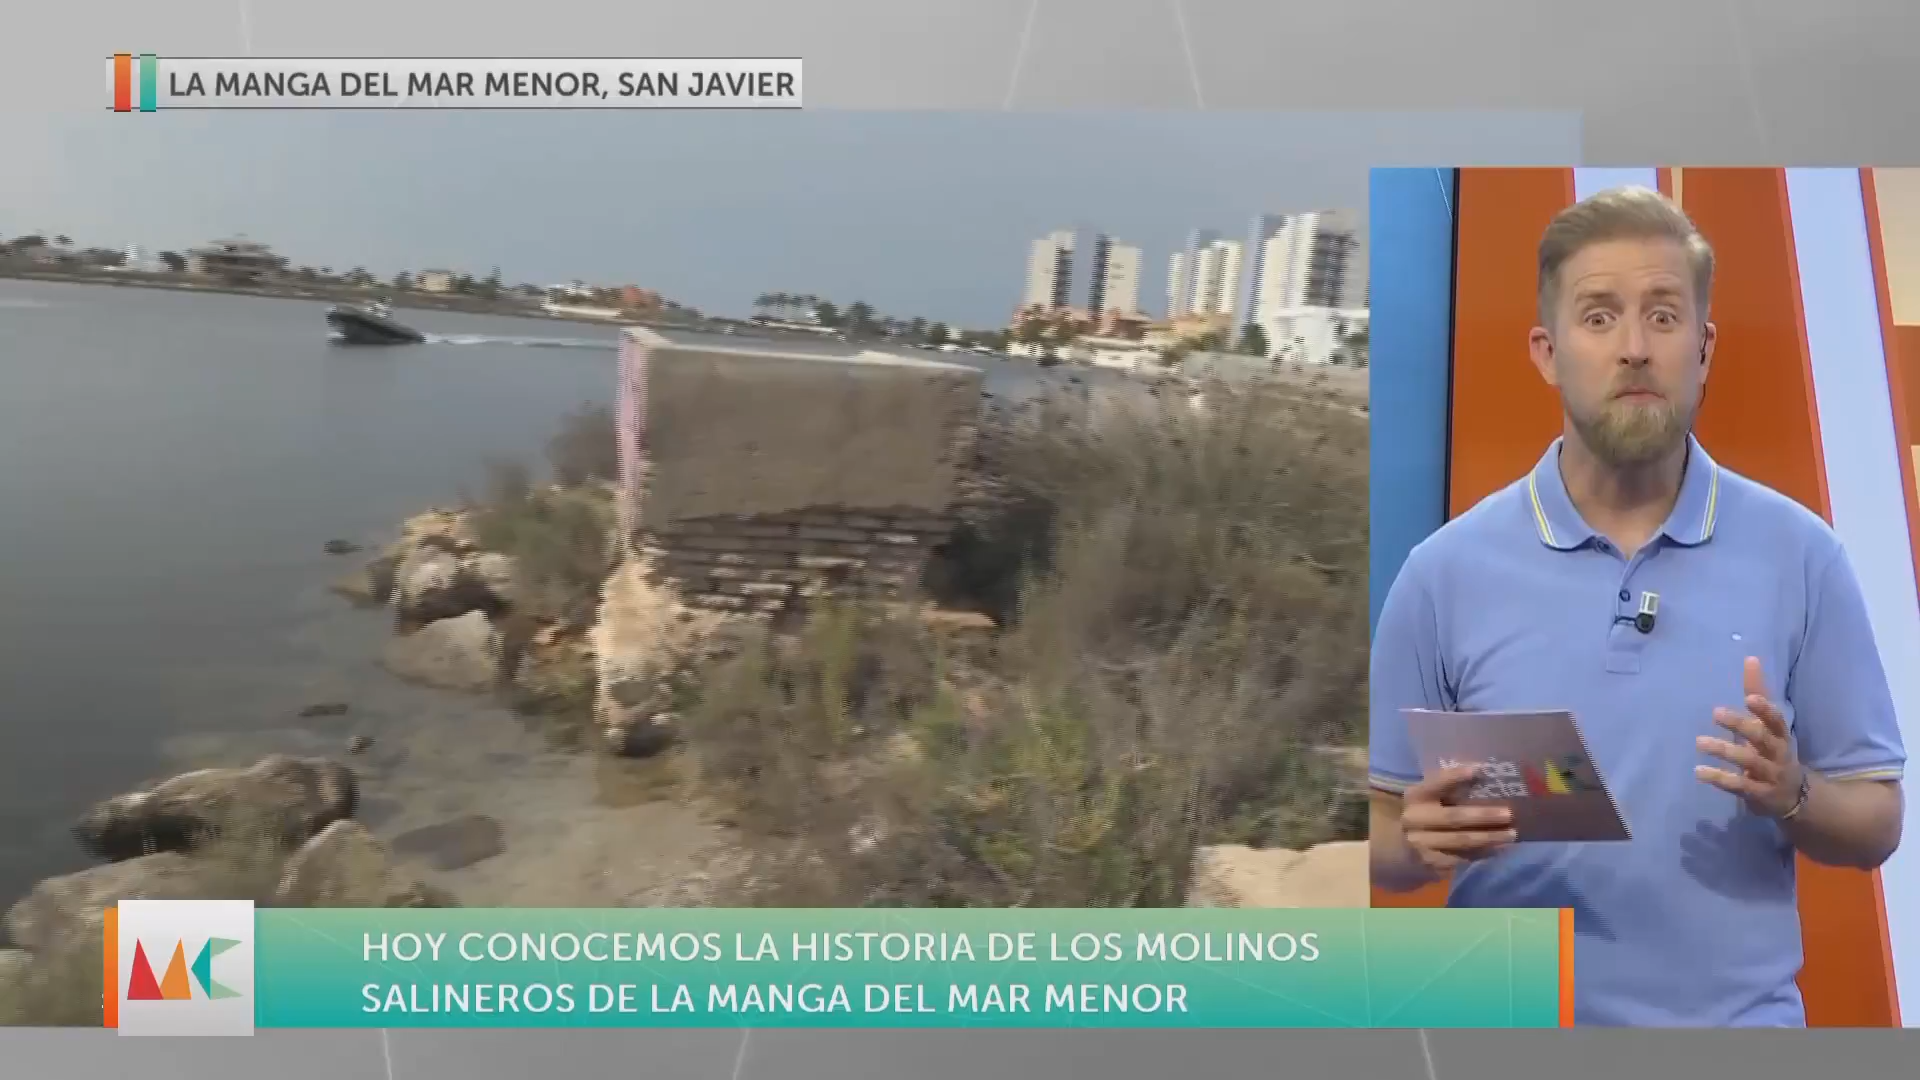 LA MANGA DEL MAR MENOR, SAN JAVIER
HOY CONOCEMOS LA HISTORIA DE LOS MOLINOS
SALINEROS DE LA MANGA DEL MAR MENOR
MC